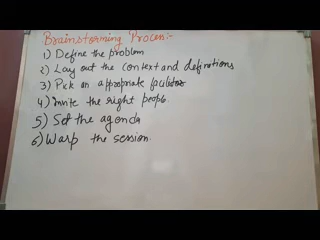 Brainstorming Process:-
1) Define the problem
2) Lay out the context and definitions
3) Pick an appropriate facilitator
4) Invite the right people.
5) Set the agenda
6) Warp the session.